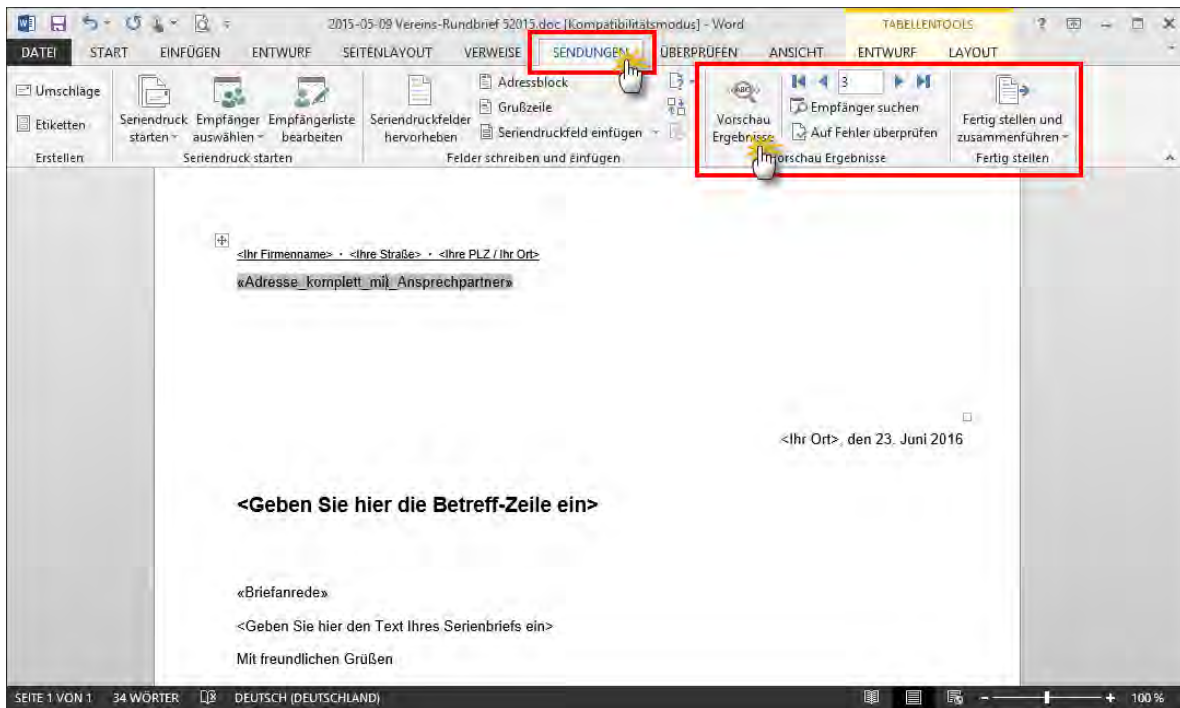 2015-05-09 Vereins-Rundbrief 52015.doc [Kompatibilitätsmodus] - Word
TABELLENTOOLS
?
DATEI START EINFÜGEN ENTWURF SEITENLAYOUT VERWEISE SENDUNGEN ÜBERPRÜFEN ANSICHT ENTWURF LAYOUT
Umschläge
Etiketten
Erstellen
Seriendruck starten
Empfänger auswählen
Empfängerliste bearbeiten
Seriendruck starten
Seriendruckfelder hervorheben
Adressblock
Grußzeile
Seriendruckfeld einfügen
Felder schreiben und einfügen
ABC
Vorschau
Ergebnisse
3
Empfänger suchen
Auf Fehler überprüfen
Vorschau Ergebnisse
Fertig stellen und
zusammenführen
Fertig stellen
<Ihr Firmenname> · <Ihre Straße> · <Ihre PLZ / Ihr Ort>
«Adresse_komplett_mit_Ansprechpartner»
<Ihr Ort>, den 23. Juni 2016
<Geben Sie hier die Betreff-Zeile ein>
«Briefanrede»
<Geben Sie hier den Text Ihres Serienbriefs ein>
Mit freundlichen Grüßen
SEITE 1 VON 1 34 WÖRTER DEUTSCH (DEUTSCHLAND) 100 %